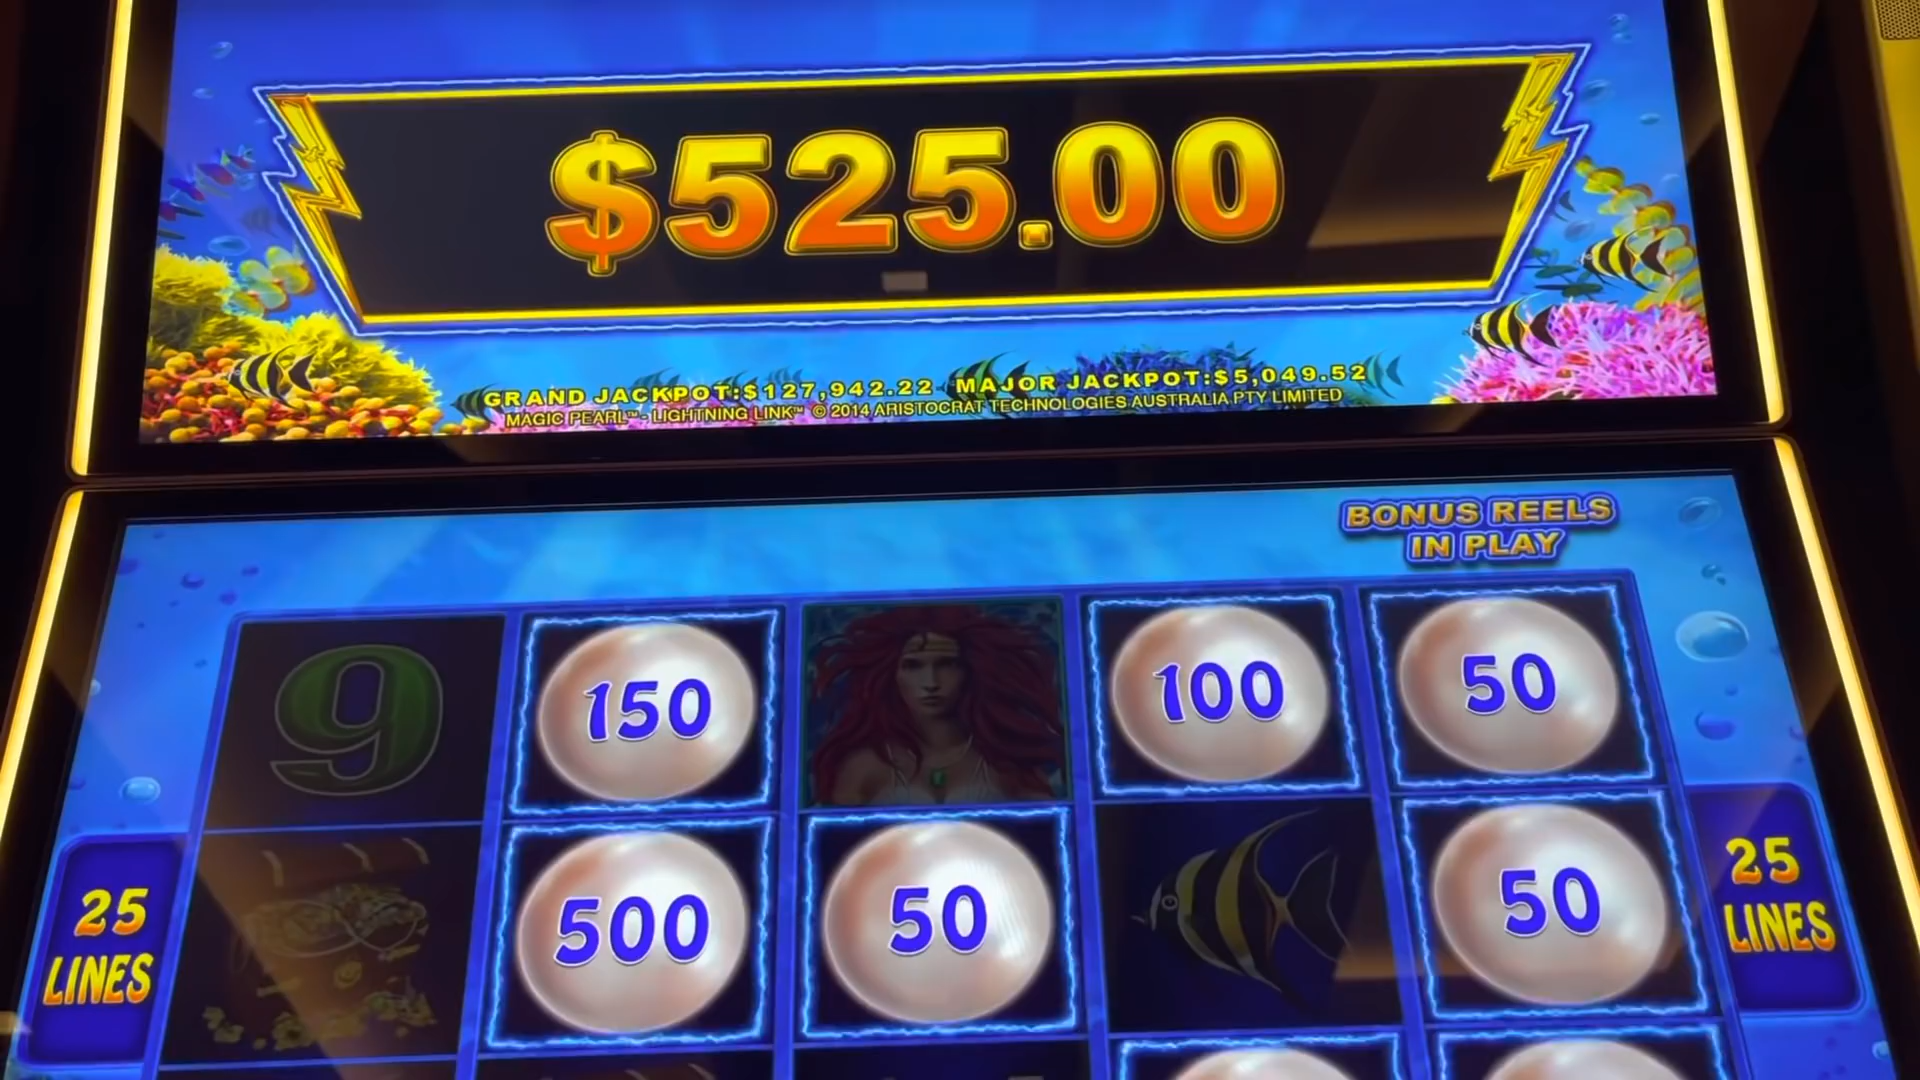 $525.00
GRAND JACKPOT:$127,942.22 MAJOR JACKPOT:$5,049.52
MAGIC PEARL™ - LIGHTNING LINK™ © 2014 ARISTOCRAT TECHNOLOGIES AUSTRALIA PTY LIMITED
BONUS REELS
IN PLAY
9 150 100 50
500 50 50
25
LINES
25
LINES